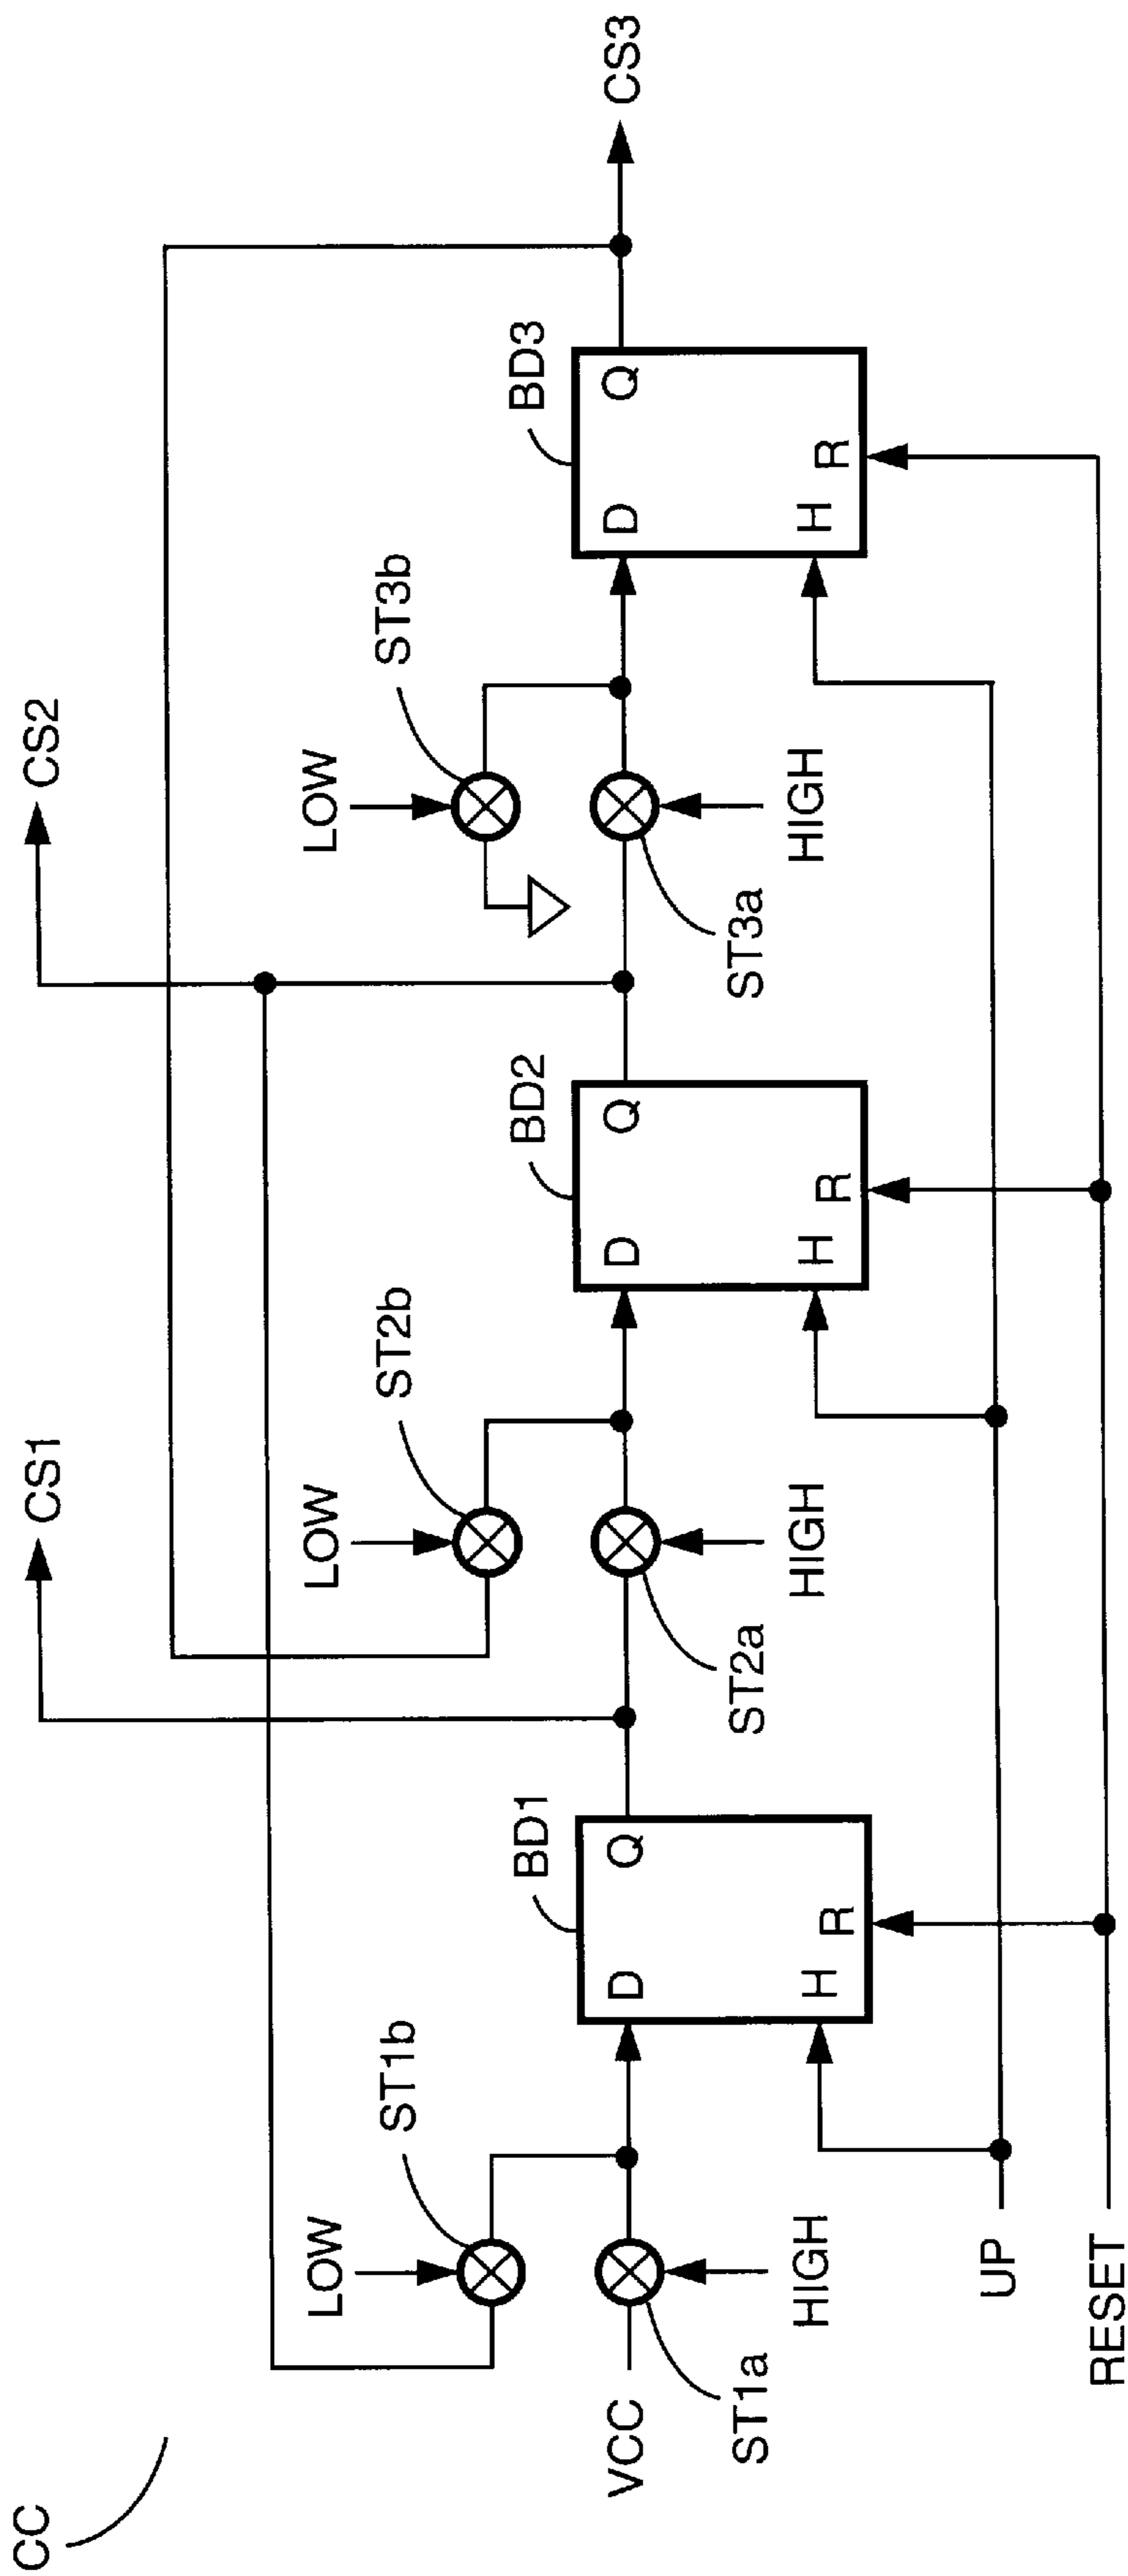 CC
CS1
CS2
LOW
ST1b
LOW
ST2b
LOW
ST3b
BD1
BD2
BD3
VCC
D
Q
D
Q
D
Q
CS3
ST1a
HIGH
H
R
ST2a
HIGH
H
R
ST3a
HIGH
H
R
UP
RESET